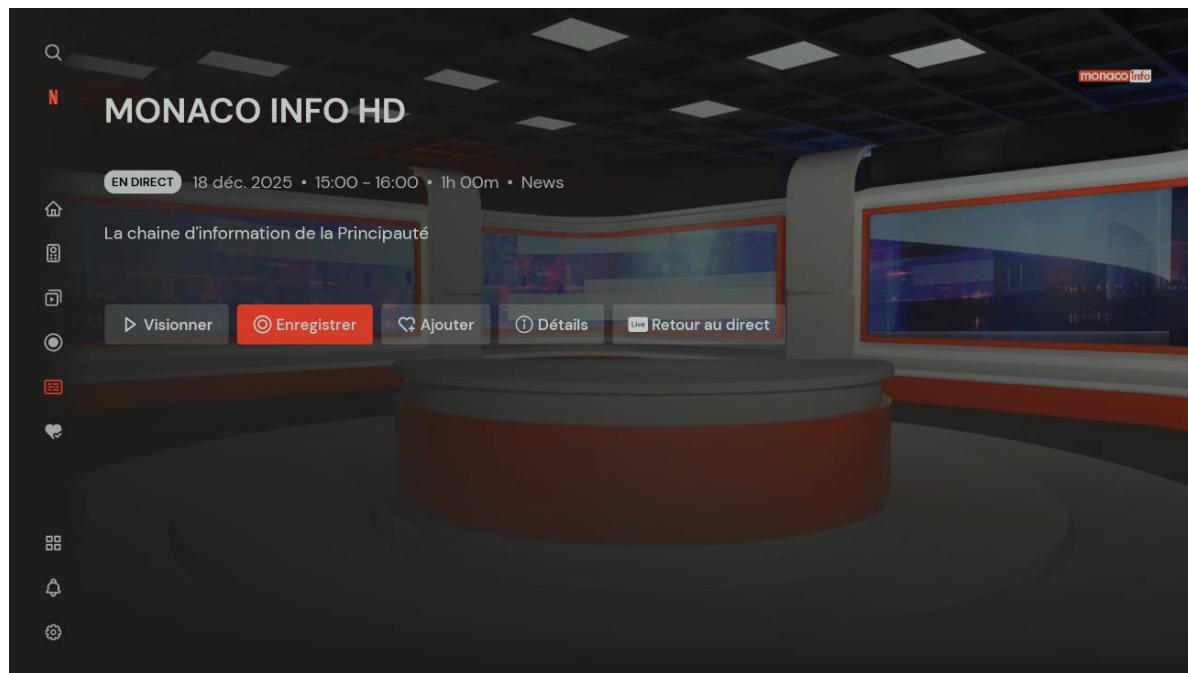 monaco info
N
MONACO INFO HD
EN DIRECT 18 déc. 2025 • 15:00 – 16:00 • 1h 00m • News
La chaine d'information de la Principauté
Visionner Enregistrer Ajouter Détails Live Retour au direct